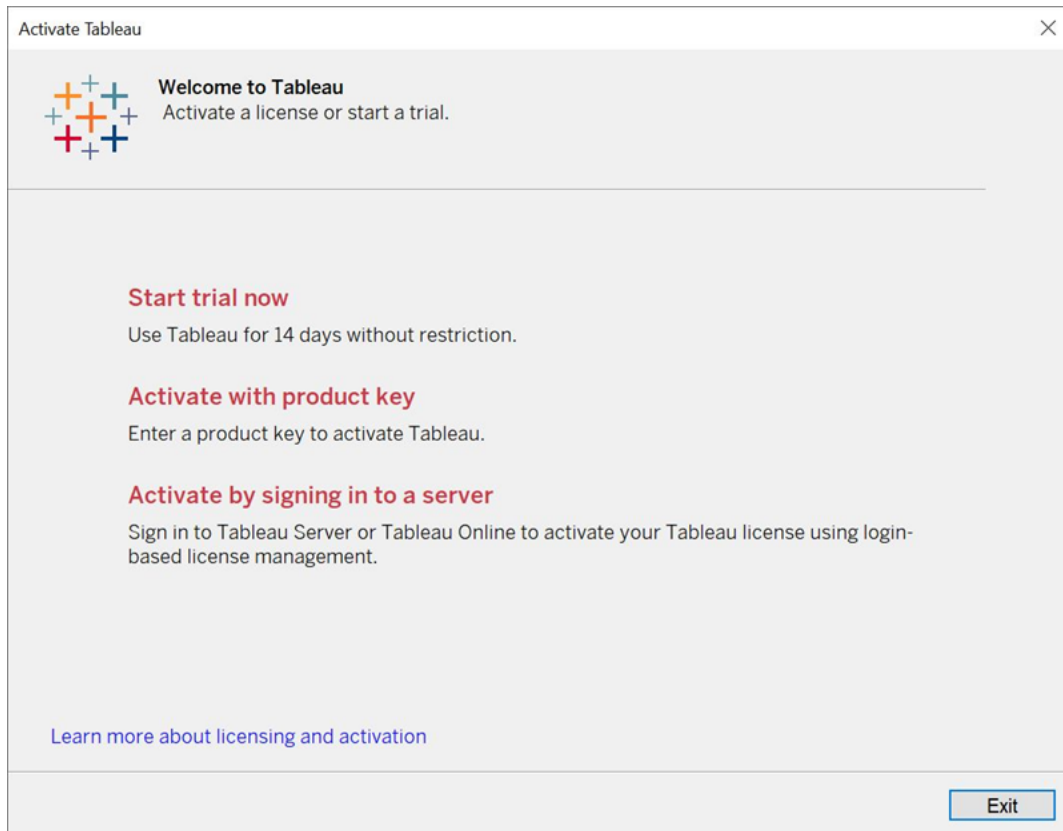 Activate Tableau
Welcome to Tableau
Activate a license or start a trial.
Start trial now
Use Tableau for 14 days without restriction.
Activate with product key
Enter a product key to activate Tableau.
Activate by signing in to a server
Sign in to Tableau Server or Tableau Online to activate your Tableau license using login-
based license management.
Learn more about licensing and activation
Exit